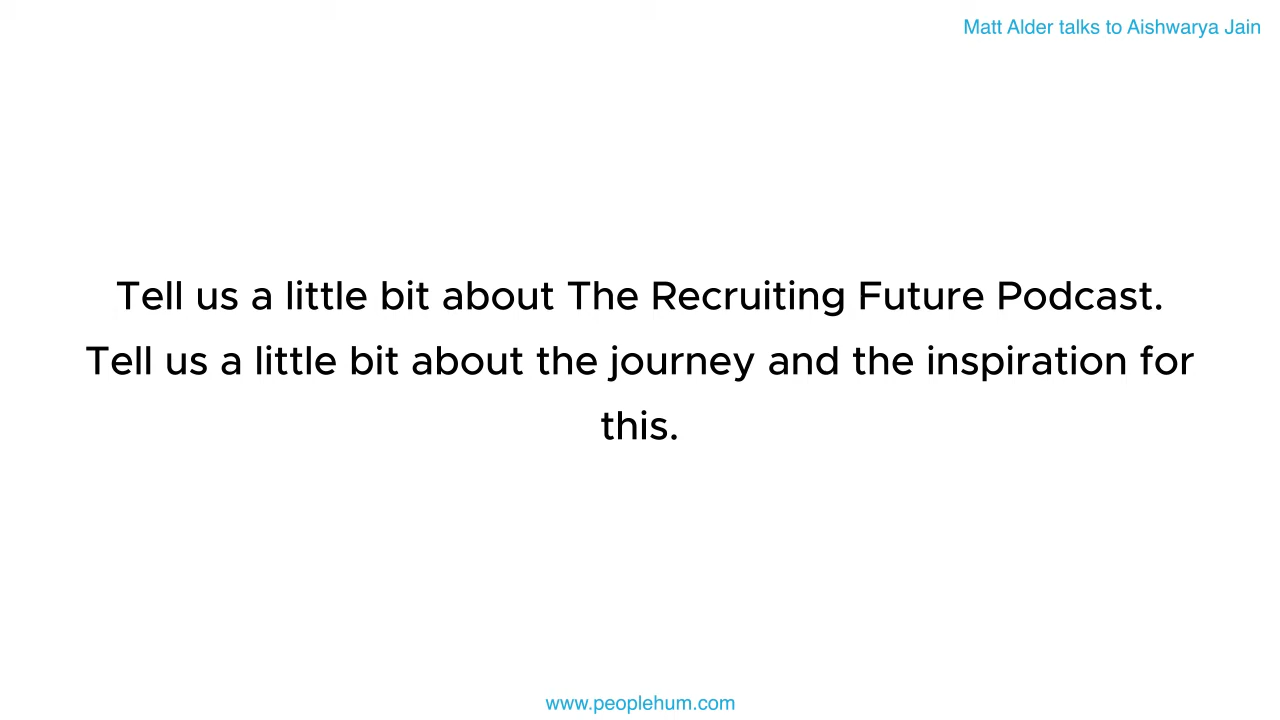 Matt Alder talks to Aishwarya Jain
Tell us a little bit about The Recruiting Future Podcast.
Tell us a little bit about the journey and the inspiration for
this.
www.peoplehum.com